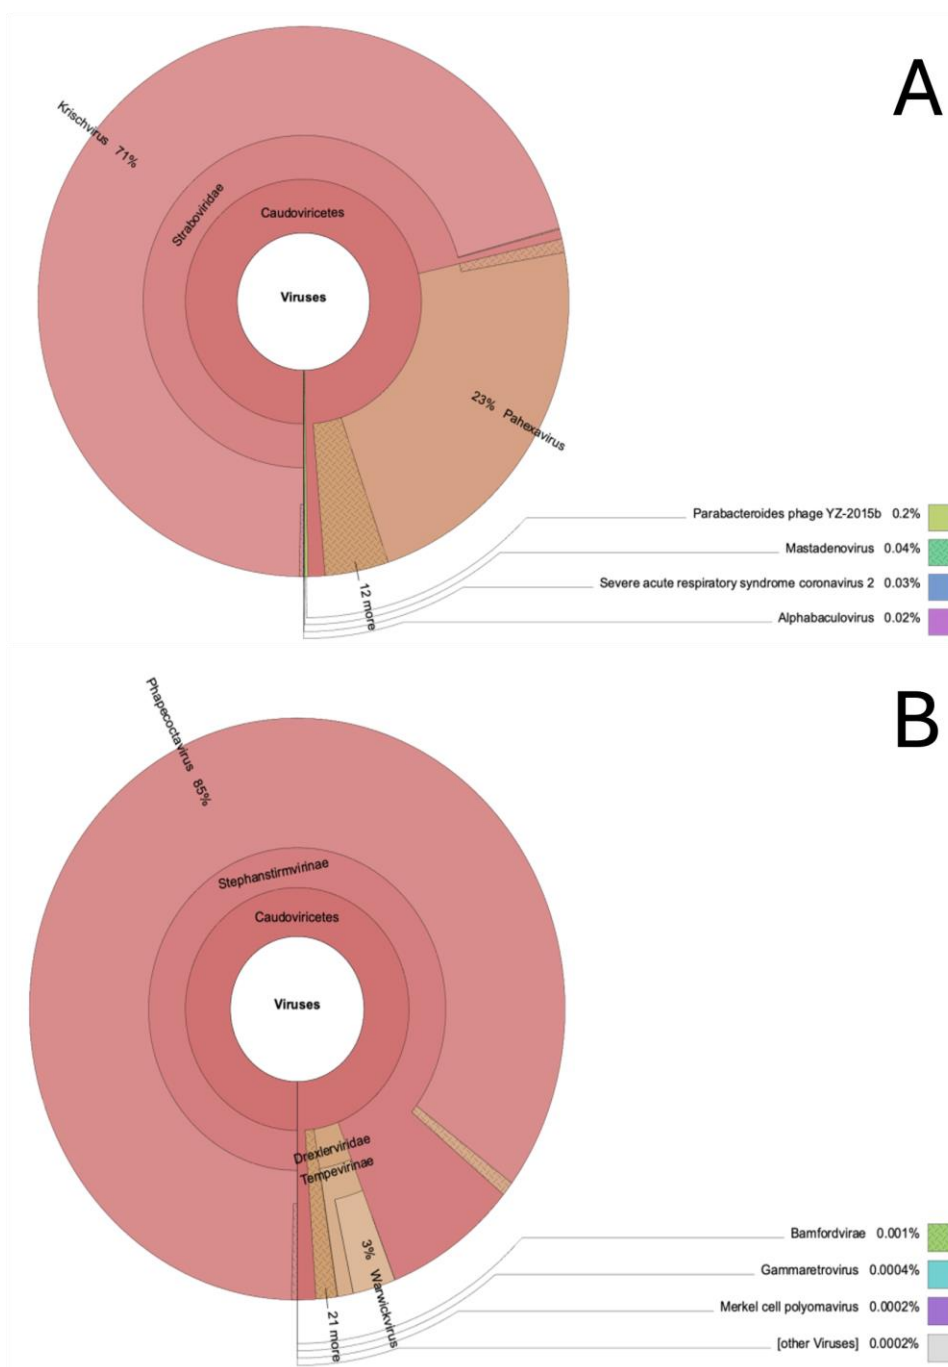 A
Krischvirus 71%
Straboviridae
Caudoviricetes
Viruses
23% Pahexavirus
Parabacteroides phage YZ-2015b 0.2%
Mastadenovirus 0.04%
Severe acute respiratory syndrome coronavirus 2 0.03%
12 more
Alphabaculovirus 0.02%
B
Phapecoctavirus 85%
Stephanstirmvirinae
Caudoviricetes
Viruses
Drexlerviridae
Tempevirinae
3% Warwickvirus
21 more
Bamfordvirae 0.001%
Gammaretrovirus 0.0004%
Merkel cell polyomavirus 0.0002%
[other Viruses] 0.0002%